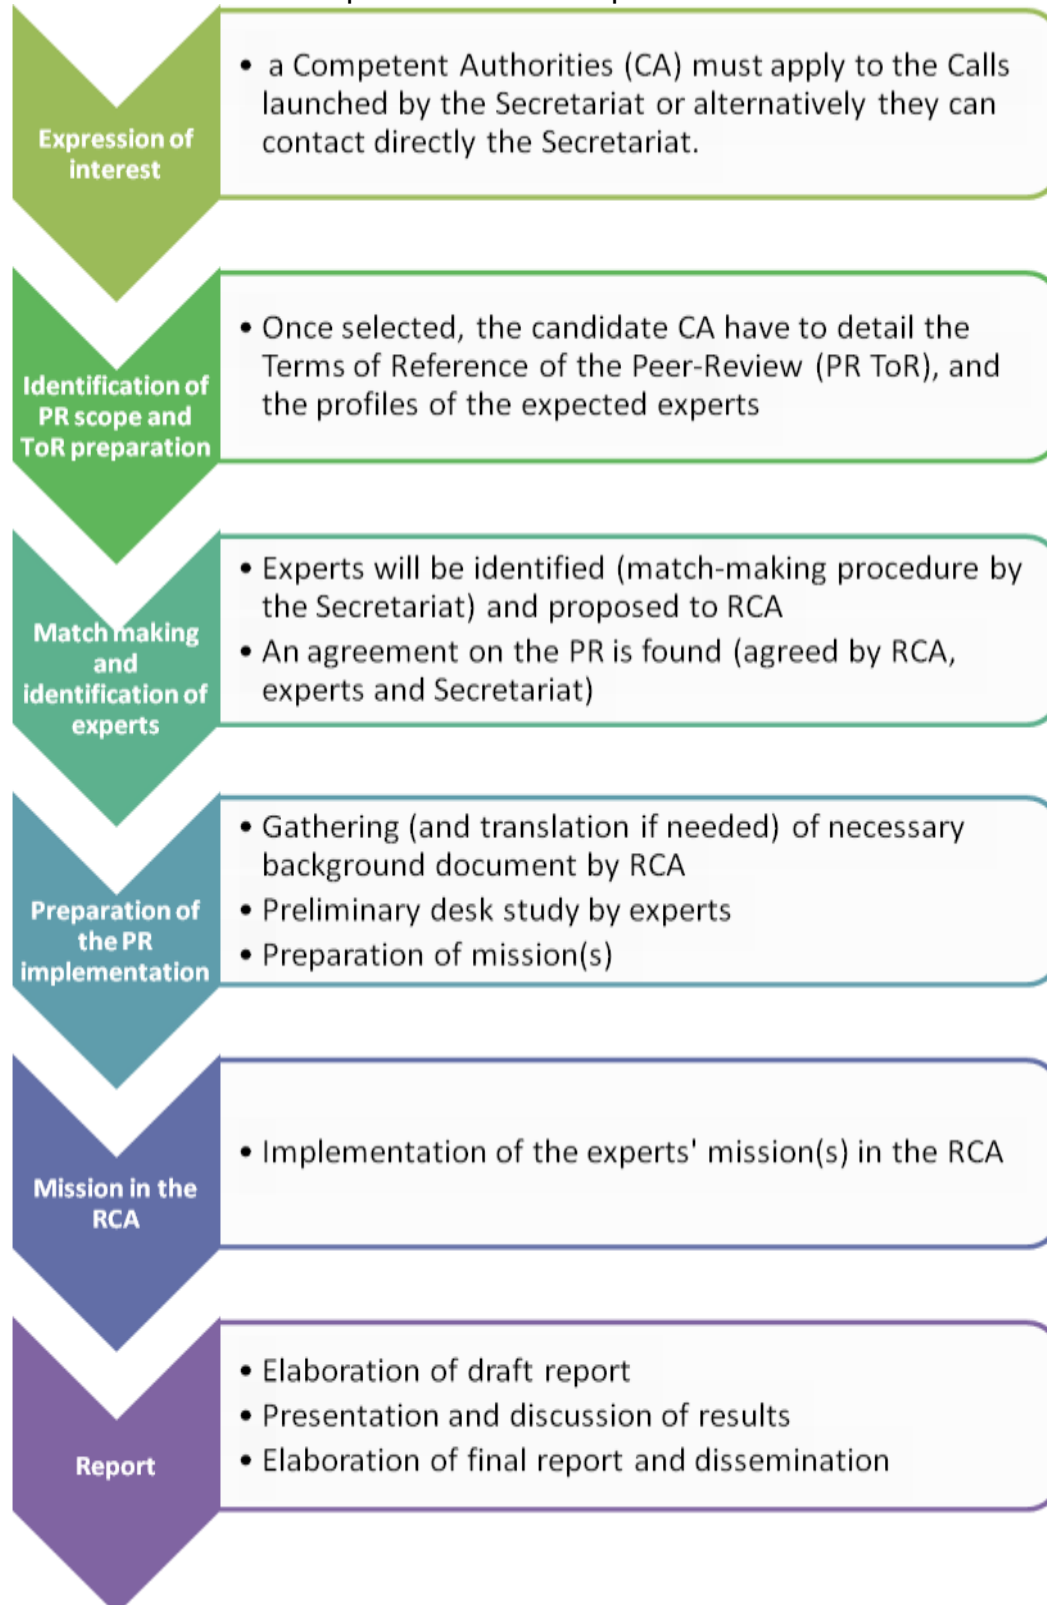 Expression of
interest
• a Competent Authorities (CA) must apply to the Calls
launched by the Secretariat or alternatively they can
contact directly the Secretariat.
Identification of
PR scope and
ToR preparation
• Once selected, the candidate CA have to detail the
Terms of Reference of the Peer-Review (PR ToR), and
the profiles of the expected experts
Match making
and
identification of
experts
• Experts will be identified (match-making procedure by
the Secretariat) and proposed to RCA
• An agreement on the PR is found (agreed by RCA,
experts and Secretariat)
Preparation of
the PR
implementation
• Gathering (and translation if needed) of necessary
background document by RCA
• Preliminary desk study by experts
• Preparation of mission(s)
Mission in the
RCA
• Implementation of the experts' mission(s) in the RCA
Report
• Elaboration of draft report
• Presentation and discussion of results
• Elaboration of final report and dissemination